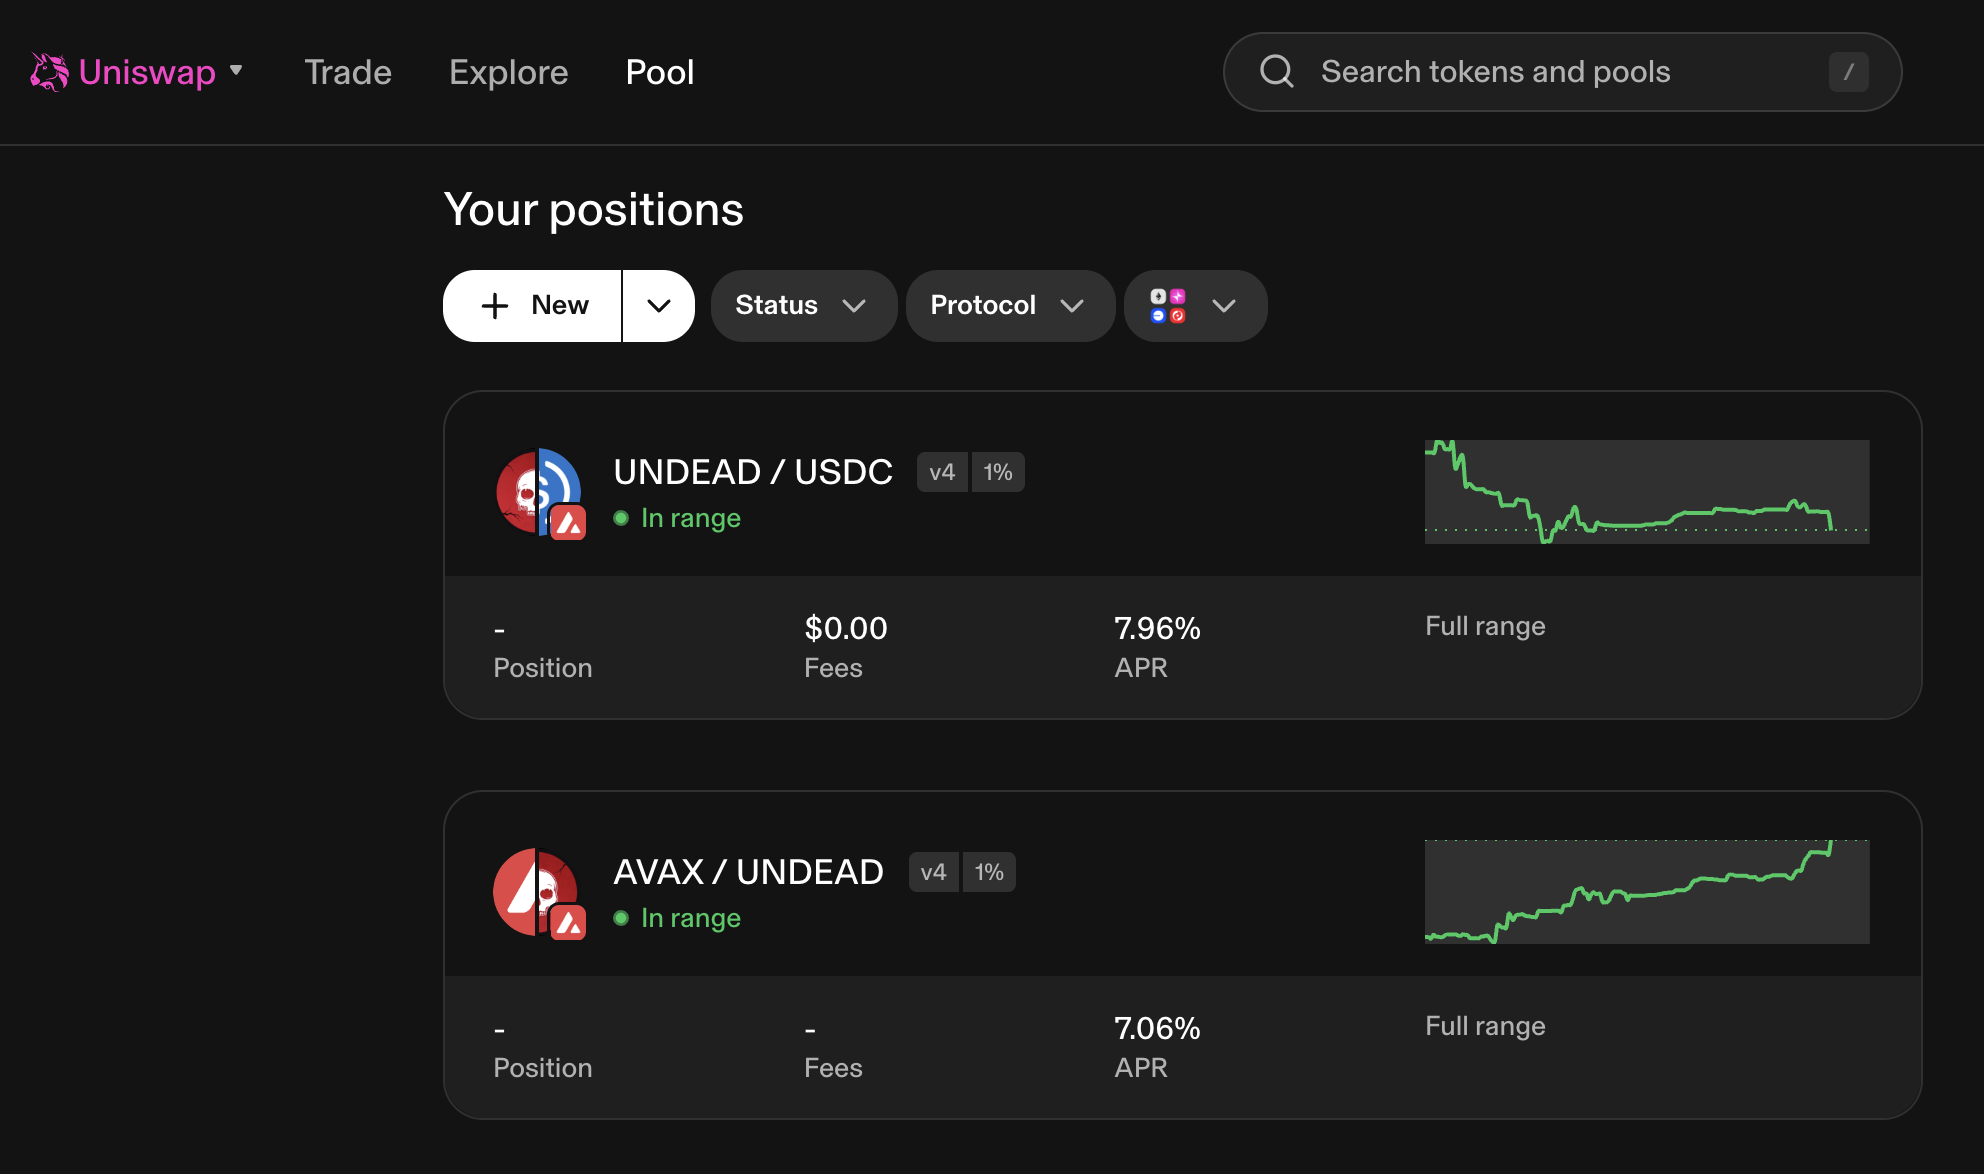 Uniswap Trade Explore Pool Search tokens and pools /
Your positions
New Status Protocol
UNDEAD / USDC v4 1%
In range
- $0.00 7.96% Full range
Position Fees APR
AVAX / UNDEAD v4 1%
In range
- - 7.06% Full range
Position Fees APR